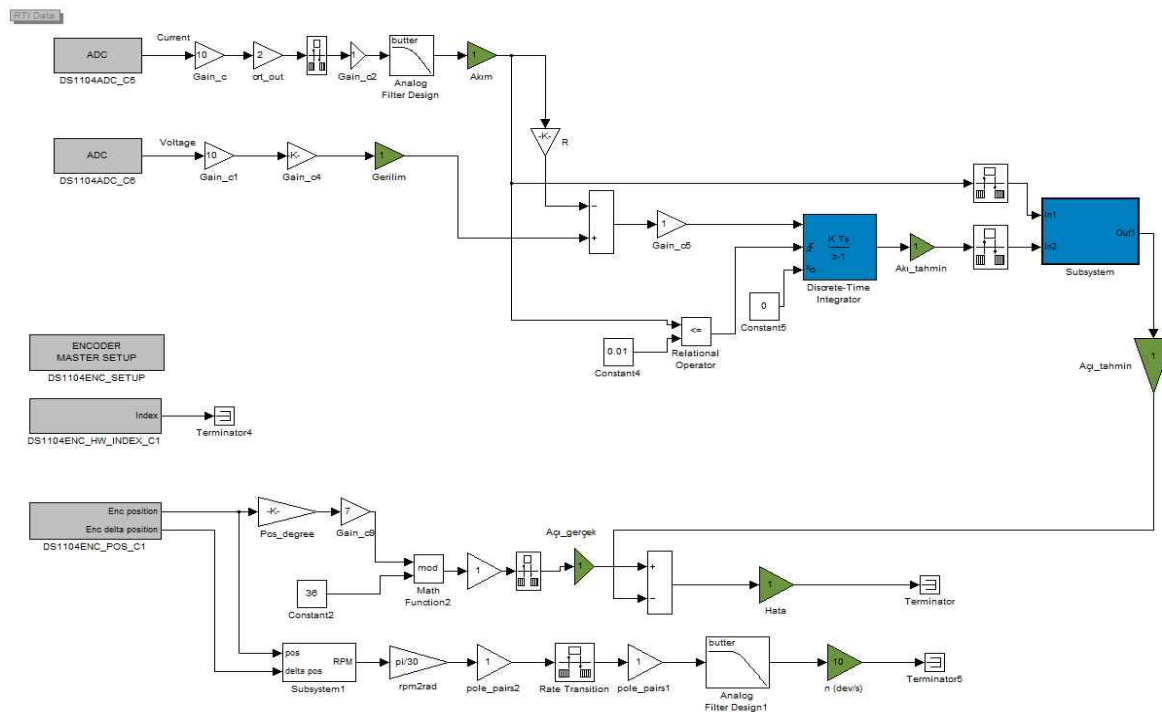 RTI Data
ADC
DS1104ADC_C5
Current
10
Gain_c
2
crt_out
1
Gain_c2
butter
Analog
Filter Design
1
Akım
-K-
R
ADC
DS1104ADC_C6
Voltage
10
Gain_c1
-K-
Gain_c4
1
Gerilim
−
+
1
Gain_c5
K Ts
z-1
xo
Discrete-Time
Integrator
1
Akı_tahmin
In1
In2
Out1
Subsystem
0
Constant5
<=
Relational
Operator
0.01
Constant4
1
Açı_tahmin
ENCODER
MASTER SETUP
DS1104ENC_SETUP
Index
DS1104ENC_HW_INDEX_C1
Terminator4
Enc position
Enc delta position
DS1104ENC_POS_C1
-K-
Pos_degree
7
Gain_c9
36
Constant2
mod
Math
Function2
1
Açı_gerçek
1
+
−
1
Hata
Terminator
pos
delta pos
RPM
Subsystem1
pi/30
rpm2rad
1
pole_pairs2
Rate Transition
1
pole_pairs1
butter
Analog
Filter Design1
10
n (dev/s)
Terminator5